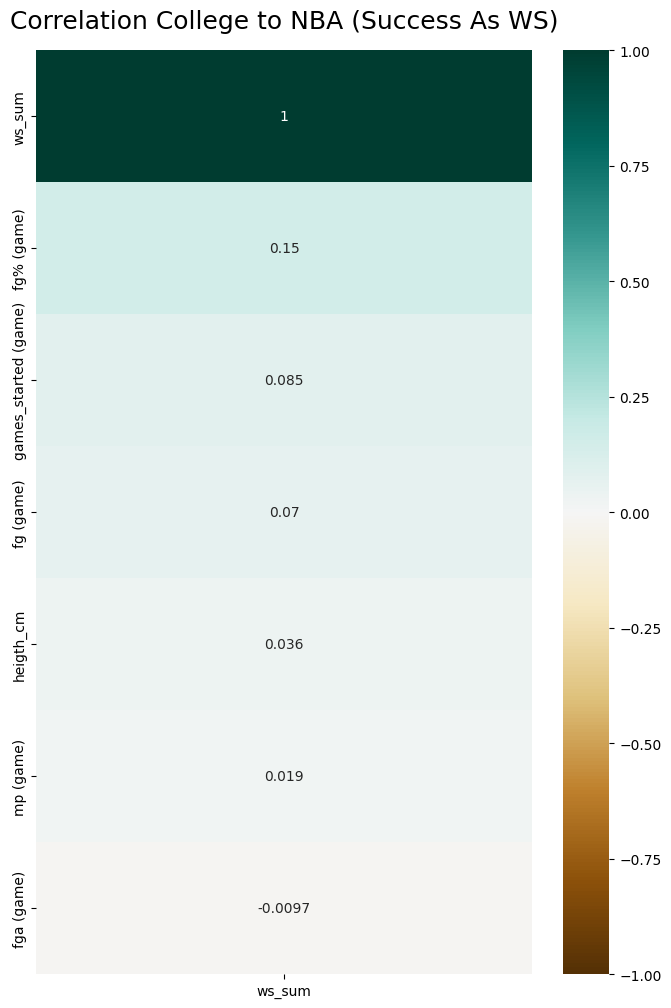 Correlation College to NBA (Success As WS)
ws_sum
fg% (game)
games_started (game)
fg (game)
heigth_cm
mp (game)
fga (game)
1
0.15
0.085
0.07
0.036
0.019
-0.0097
ws_sum
1.00
0.75
0.50
0.25
0.00
−0.25
−0.50
−0.75
−1.00